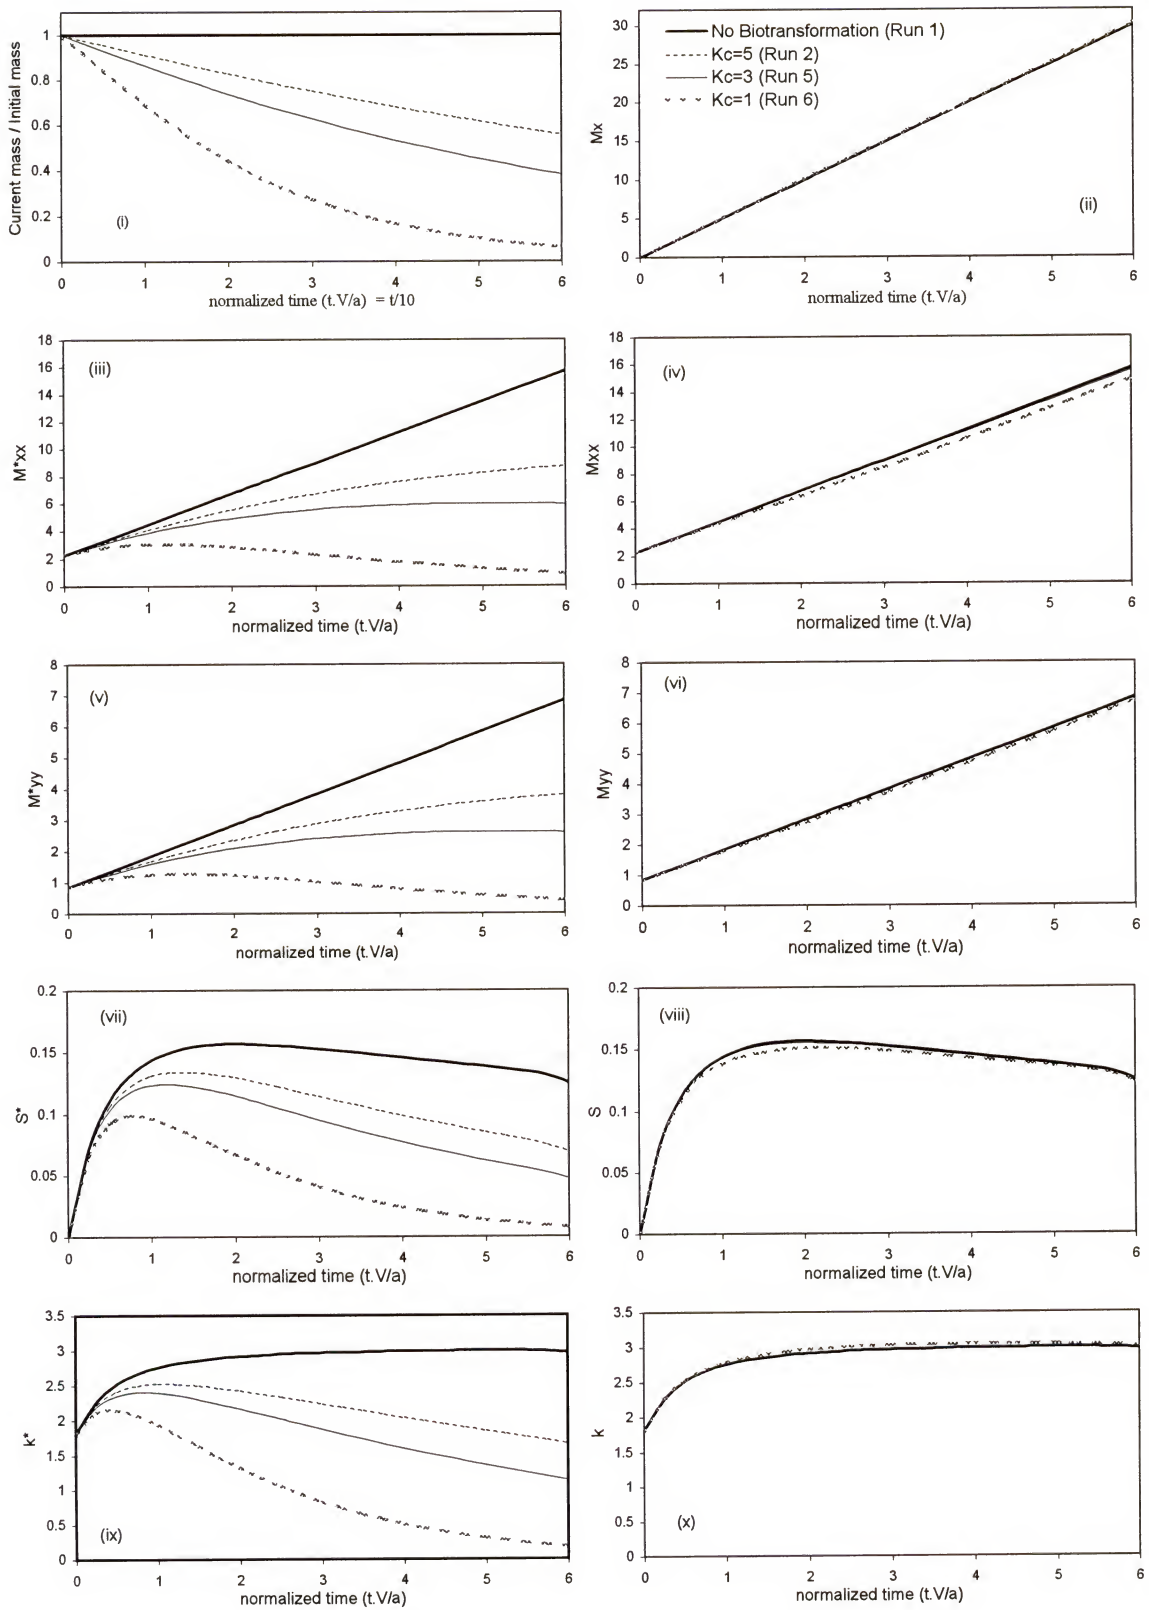 Current mass / Initial mass
1
0.8
0.6
0.4
0.2
0
(i)
0 1 2 3 4 5 6
normalized time (t.V/a) = t/10
Mx
30
25
20
15
10
5
0
No Biotransformation (Run 1)
Kc=5 (Run 2)
Kc=3 (Run 5)
Kc=1 (Run 6)
(ii)
0 1 2 3 4 5 6
normalized time (t.V/a)
M*xx
18
16
14
12
10
8
6
4
2
0
(iii)
0 1 2 3 4 5 6
normalized time (t.V/a)
Mxx
18
16
14
12
10
8
6
4
2
0
(iv)
0 1 2 3 4 5 6
normalized time (t.V/a)
M*yy
8
7
6
5
4
3
2
1
0
(v)
0 1 2 3 4 5 6
normalized time (t.V/a)
Myy
8
7
6
5
4
3
2
1
0
(vi)
0 1 2 3 4 5 6
normalized time (t.V/a)
S*
0.2
0.15
0.1
0.05
0
(vii)
0 1 2 3 4 5 6
normalized time (t.V/a)
S
0.2
0.15
0.1
0.05
0
(viii)
0 1 2 3 4 5 6
normalized time (t.V/a)
k*
3.5
3
2.5
2
1.5
1
0.5
0
(ix)
0 1 2 3 4 5 6
normalized time (t.V/a)
k
3.5
3
2.5
2
1.5
1
0.5
0
(x)
0 1 2 3 4 5 6
normalized time (t.V/a)